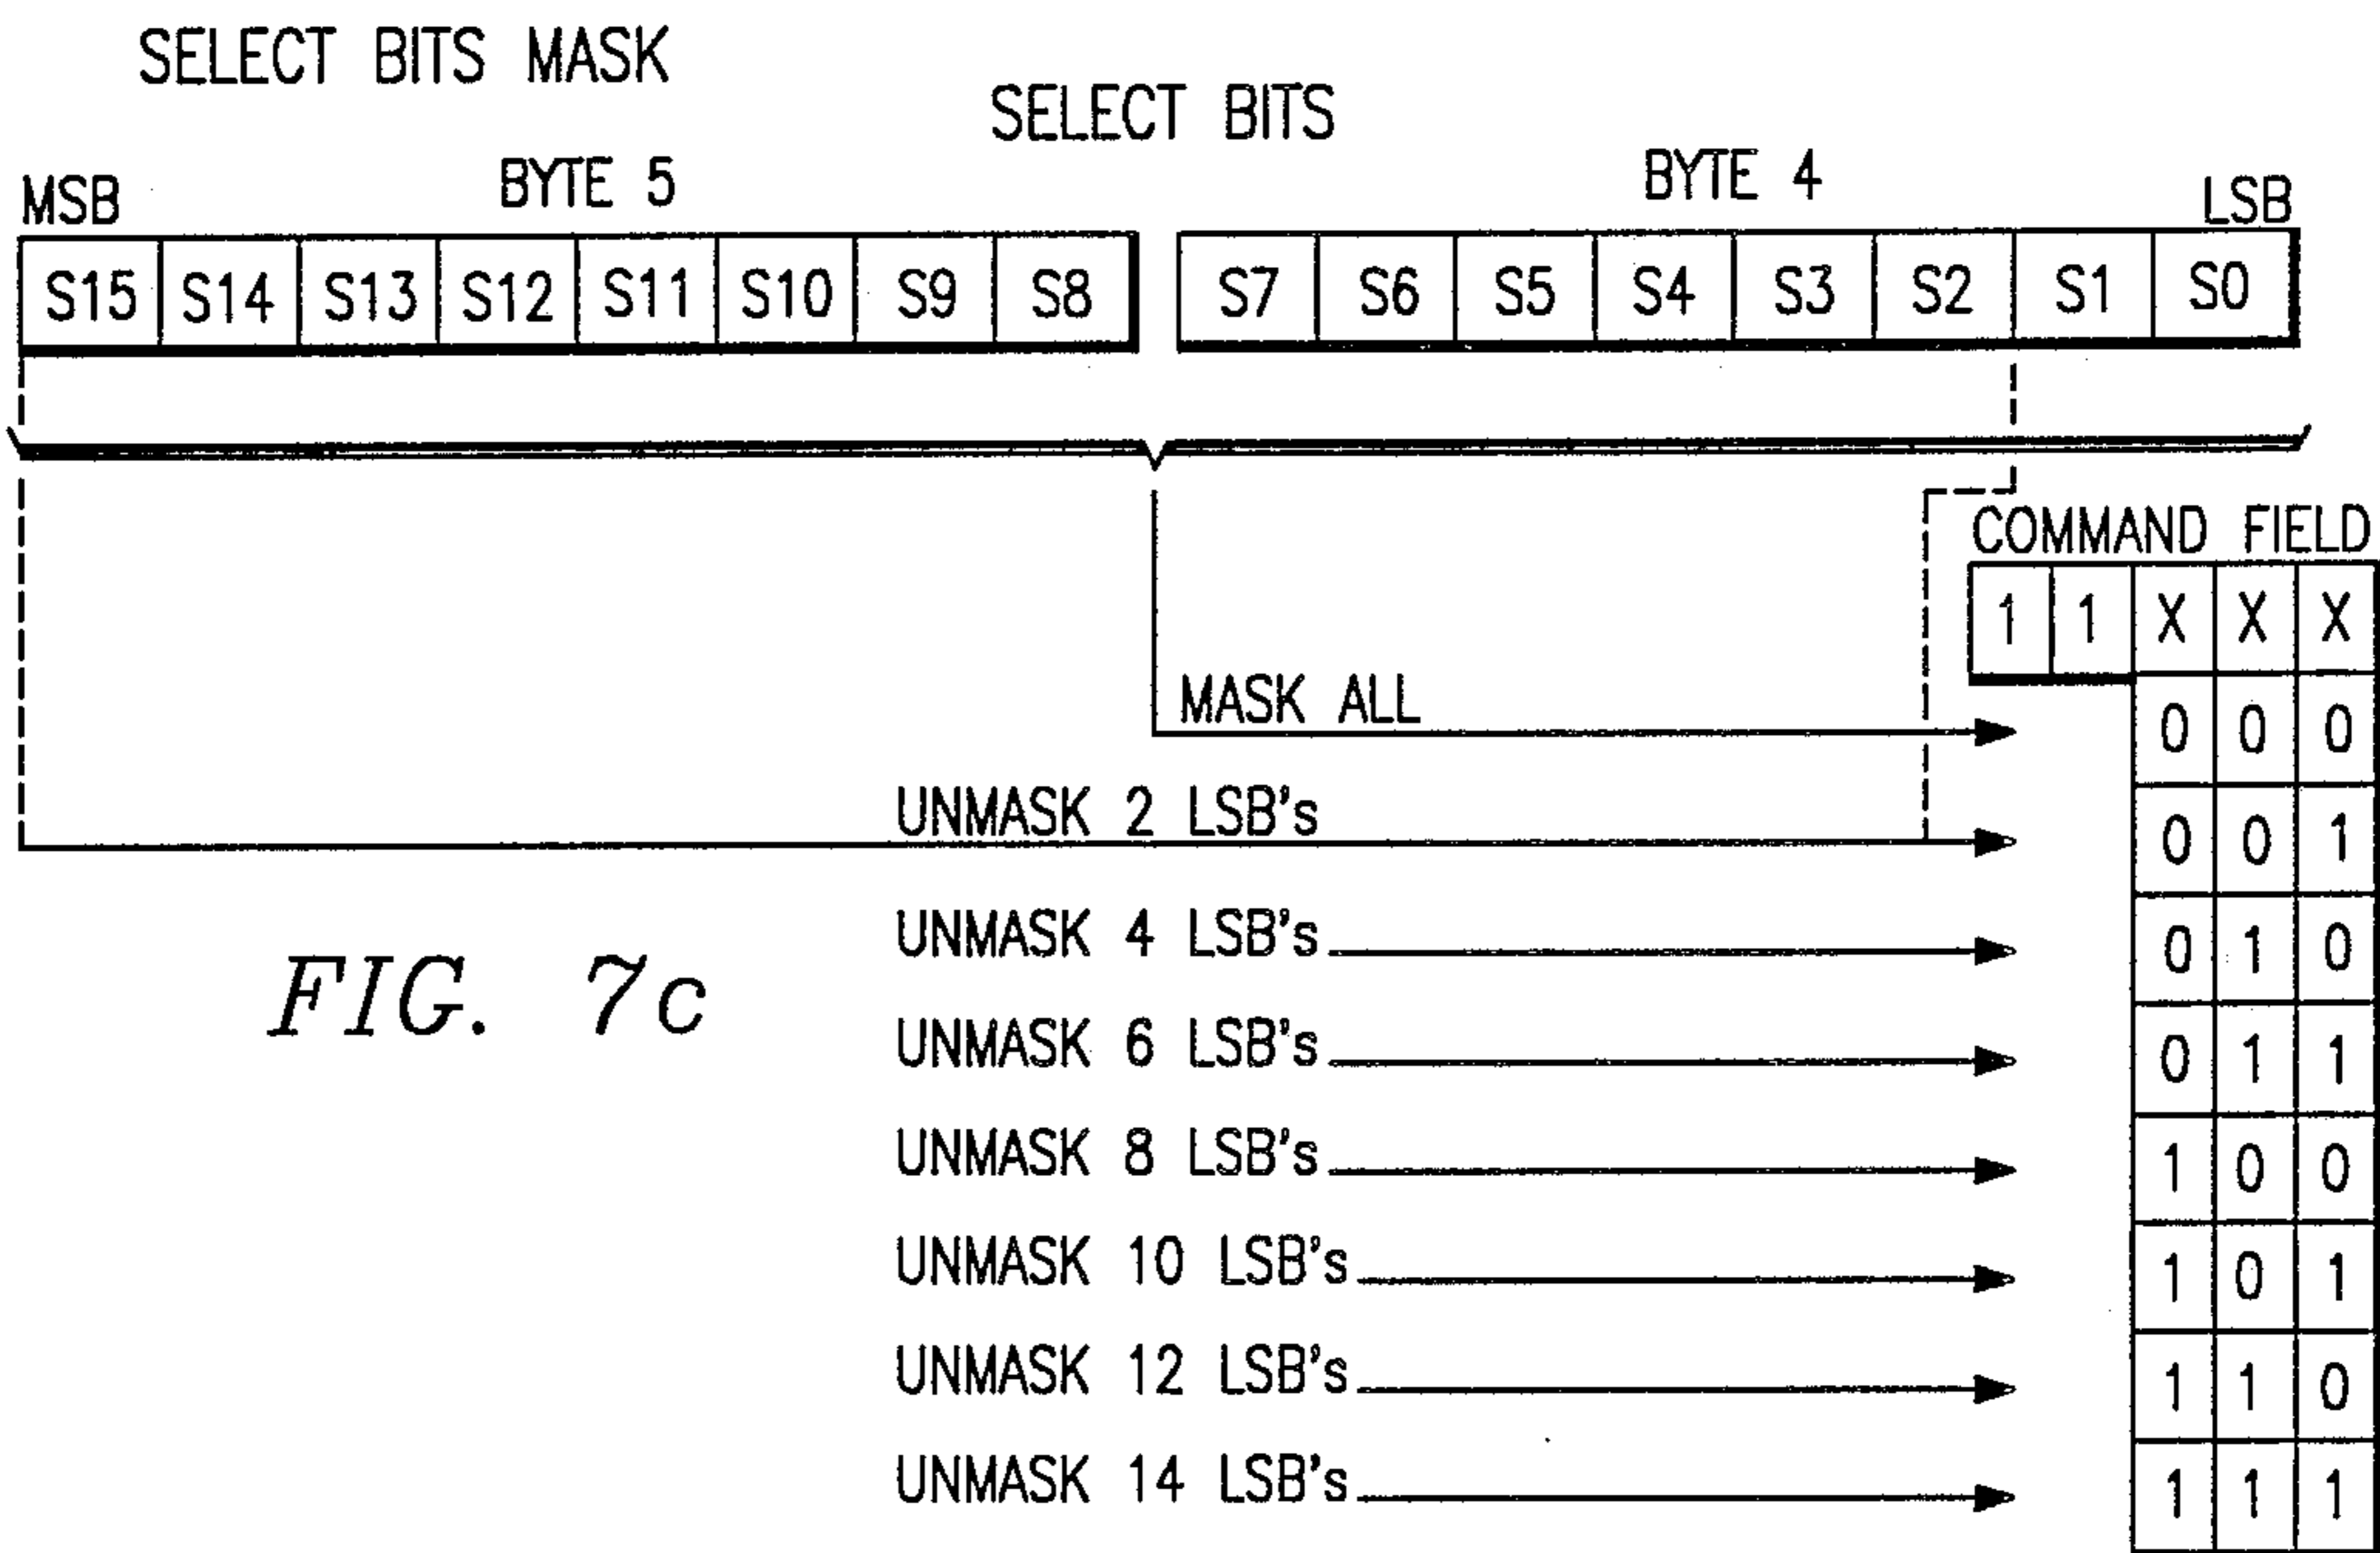 SELECT BITS MASK
SELECT BITS
BYTE 5
BYTE 4
MSB
LSB
S15 S14 S13 S12 S11 S10 S9 S8 S7 S6 S5 S4 S3 S2 S1 S0
COMMAND FIELD
1 1 X X X
MASK ALL
0 0 0
UNMASK 2 LSB's
0 0 1
UNMASK 4 LSB's
0 1 0
UNMASK 6 LSB's
0 1 1
UNMASK 8 LSB's
1 0 0
UNMASK 10 LSB's
1 0 1
UNMASK 12 LSB's
1 1 0
UNMASK 14 LSB's
1 1 1
FIG. 7c